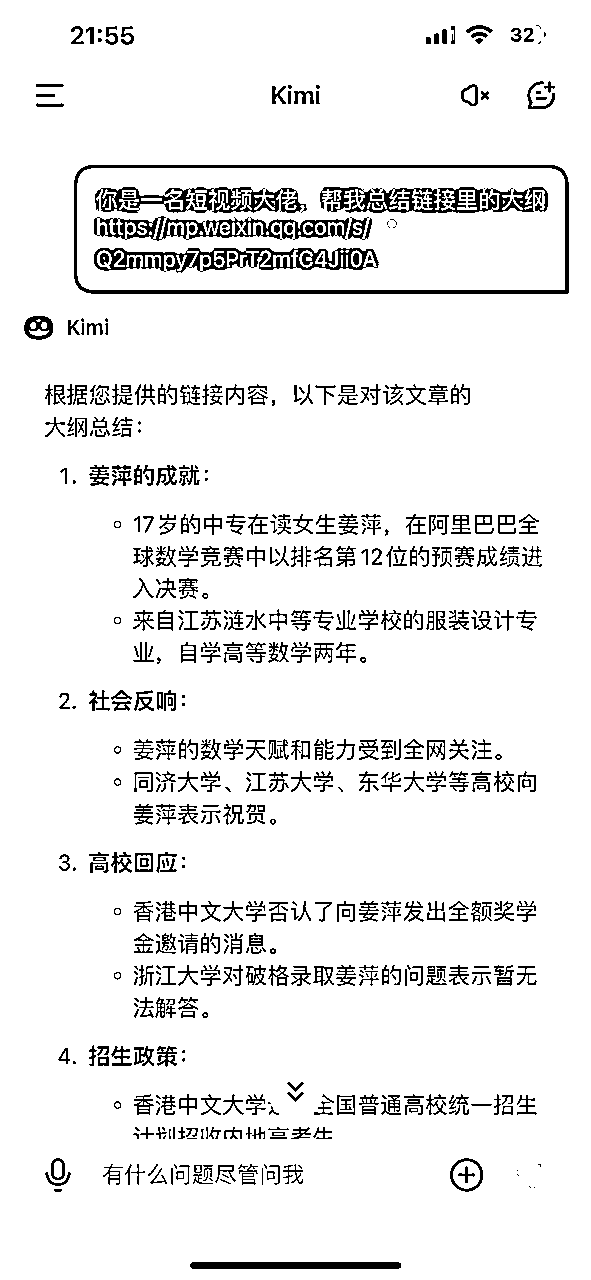 21:55
32
Kimi
你是一名短视频大佬，帮我总结链接里的大纲
https://mp.weixin.qq.com/s/
Q2mmpy7p5PrT2mfG4Jii0A
Kimi
根据您提供的链接内容，以下是对该文章的
大纲总结：
1. 姜萍的成就：
17岁的中专在读女生姜萍，在阿里巴巴全
球数学竞赛中以排名第12位的预赛成绩进
入决赛。
来自江苏涟水中等专业学校的服装设计专
业，自学高等数学两年。
2. 社会反响：
姜萍的数学天赋和能力受到全网关注。
同济大学、江苏大学、东华大学等高校向
姜萍表示祝贺。
3. 高校回应：
香港中文大学否认了向姜萍发出全额奖学
金邀请的消息。
浙江大学对破格录取姜萍的问题表示暂无
法解答。
4. 招生政策：
香港中文大学 全国普通高校统一招生
计划招收内地高考生
有什么问题尽管问我